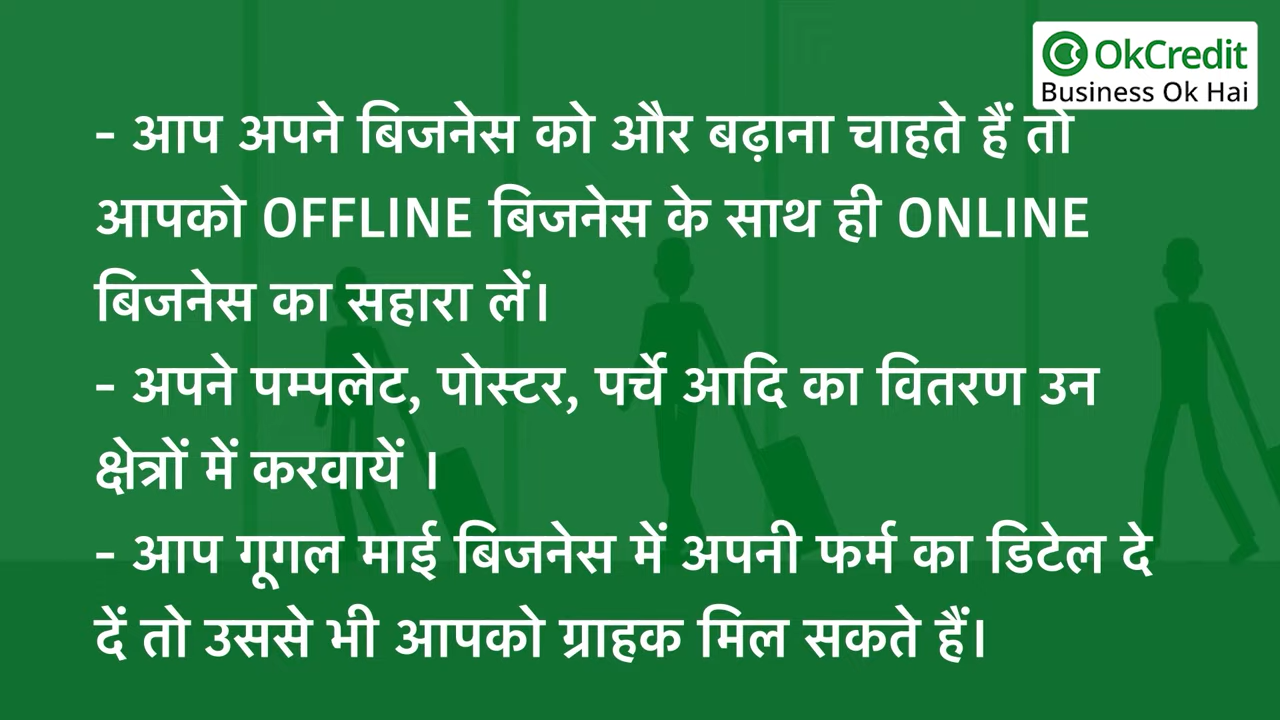 OkCredit
Business Ok Hai
- आप अपने बिजनेस को और बढ़ाना चाहते हैं तो
आपको OFFLINE बिजनेस के साथ ही ONLINE
बिजनेस का सहारा लें।
- अपने पम्पलेट, पोस्टर, पर्चे आदि का वितरण उन
क्षेत्रों में करवायें ।
- आप गूगल माई बिजनेस में अपनी फर्म का डिटेल दे
दें तो उससे भी आपको ग्राहक मिल सकते हैं।